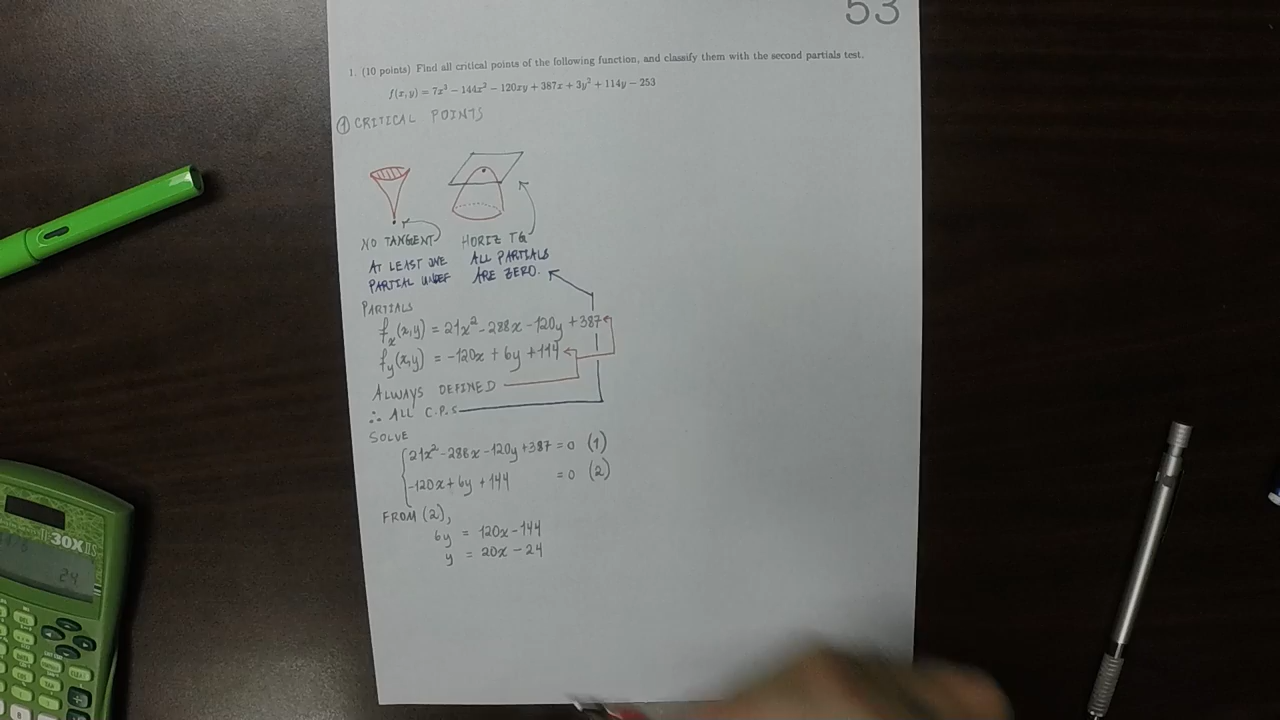 53
1. (10 points) Find all critical points of the following function, and classify them with the second partials test.
f(x, y) = 7x³ − 144x² − 120xy + 387x + 3y² + 114y − 253
① CRITICAL POINTS
NO TANGENT HORIZ TG
AT LEAST ONE ALL PARTIALS
PARTIAL UNDEF ARE ZERO.
PARTIALS
fx(x,y) = 21x² - 288x - 120y + 387
fy(x,y) = -120x + 6y + 144
ALWAYS DEFINED
∴ ALL C.P.S
SOLVE
21x² - 288x - 120y + 387 = 0 (1)
-120x + 6y + 144 = 0 (2)
FROM (2),
6y = 120x - 144
y = 20x - 24
30X IIS
24